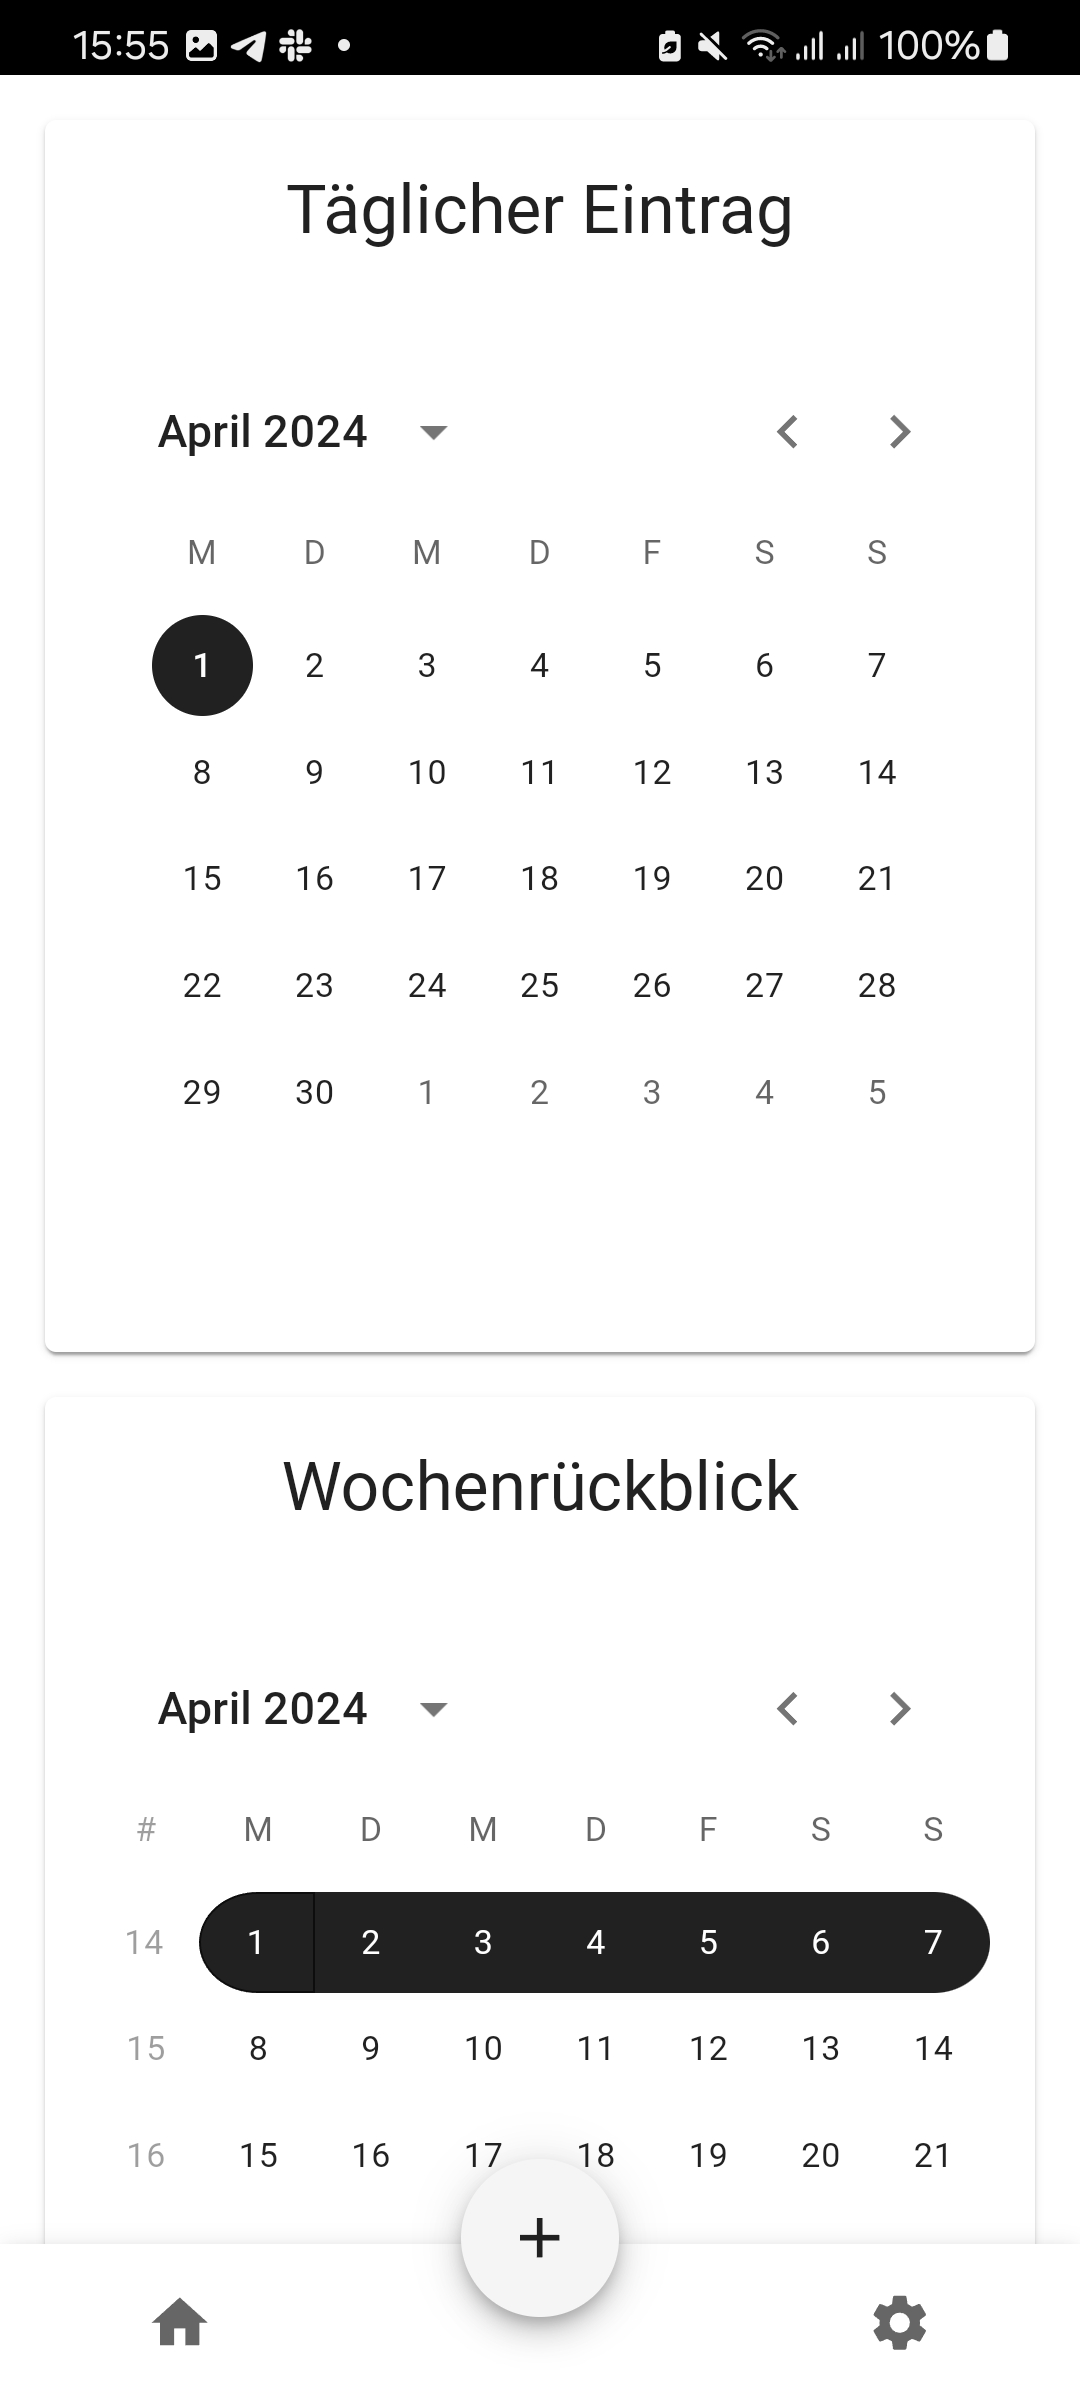 15:55 100%
Täglicher Eintrag
April 2024
M D M D F S S
1 2 3 4 5 6 7
8 9 10 11 12 13 14
15 16 17 18 19 20 21
22 23 24 25 26 27 28
29 30 1 2 3 4 5
Wochenrückblick
April 2024
# M D M D F S S
14 1 2 3 4 5 6 7
15 8 9 10 11 12 13 14
16 15 16 17 18 19 20 21
+